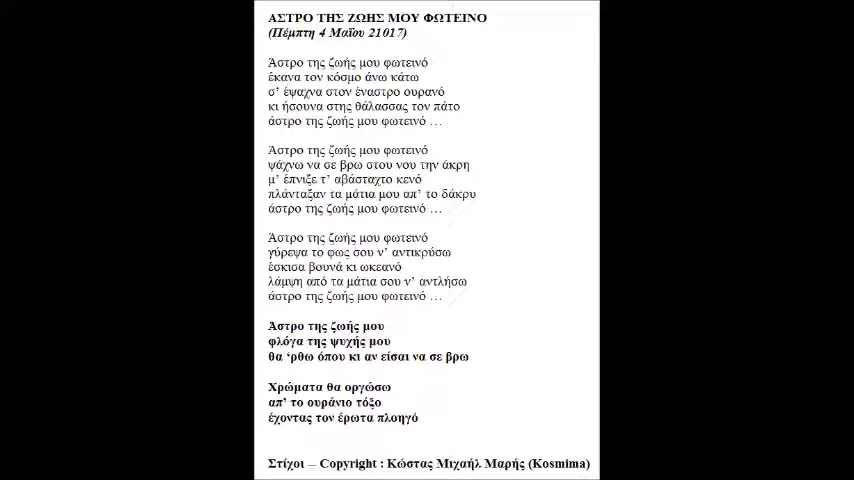 ΑΣΤΡΟ ΤΗΣ ΖΩΗΣ ΜΟΥ ΦΩΤΕΙΝΟ
(Πέμπτη 4 Μαΐου 21017)
Άστρο της ζωής μου φωτεινό
έκανα τον κόσμο άνω κάτω
σ’ έψαχνα στον έναστρο ουρανό
κι ήσουνα στης θάλασσας τον πάτο
άστρο της ζωής μου φωτεινό …
Άστρο της ζωής μου φωτεινό
ψάχνω να σε βρω στου νου την άκρη
μ’ έπνιξε τ’ αβάσταχτο κενό
πλάνταξαν τα μάτια μου απ’ το δάκρυ
άστρο της ζωής μου φωτεινό …
Άστρο της ζωής μου φωτεινό
γύρεψα το φως σου ν’ αντικρύσω
έσκισα βουνά κι ωκεανό
λάμψη από τα μάτια σου ν’ αντλήσω
άστρο της ζωής μου φωτεινό …
Άστρο της ζωής μου
φλόγα της ψυχής μου
θα ‘ρθω όπου κι αν είσαι να σε βρω
Χρώματα θα οργώσω
απ’ το ουράνιο τόξο
έχοντας τον έρωτα πλοηγό
Στίχοι -- Copyright : Κώστας Μιχαήλ Μαρής (Kosmima)